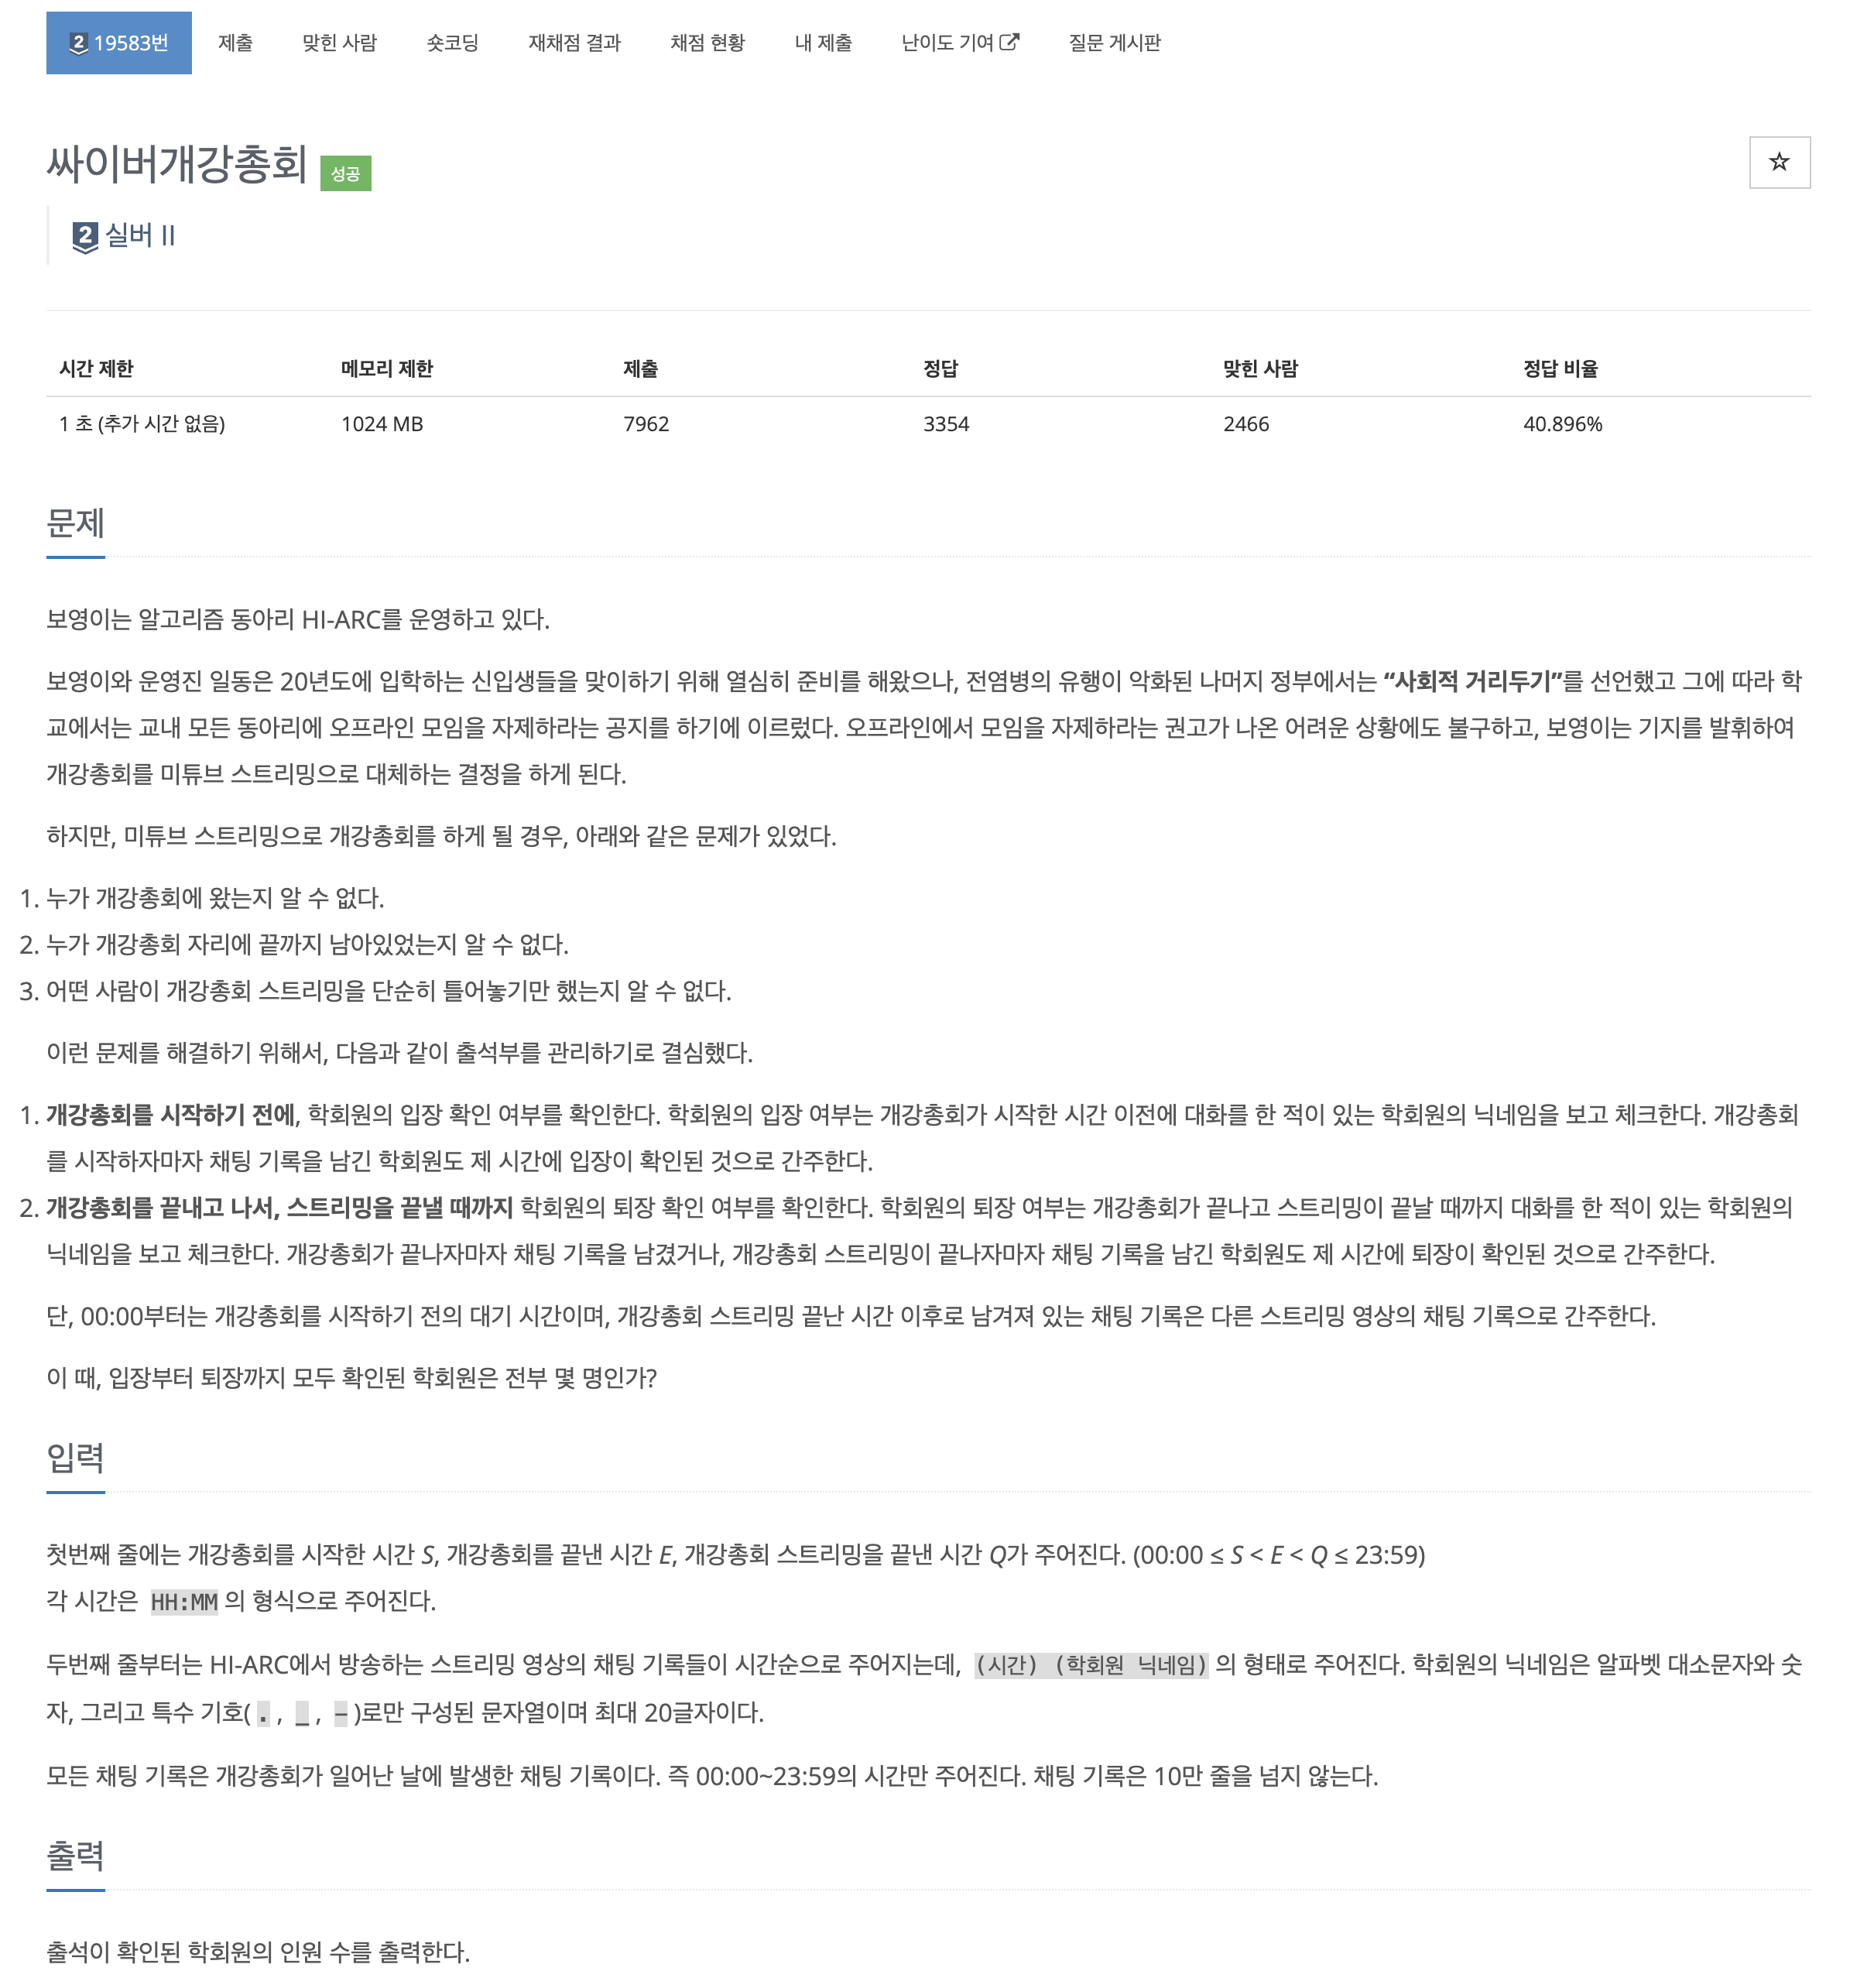 2 19583번 제출 맞힌 사람 숏코딩 재채점 결과 채점 현황 내 제출 난이도 기여 질문 게시판
싸이버개강총회 성공
2 실버 II
시간 제한 메모리 제한 제출 정답 맞힌 사람 정답 비율
1 초 (추가 시간 없음) 1024 MB 7962 3354 2466 40.896%
문제
보영이는 알고리즘 동아리 HI-ARC를 운영하고 있다.
보영이와 운영진 일동은 20년도에 입학하는 신입생들을 맞이하기 위해 열심히 준비를 해왔으나, 전염병의 유행이 악화된 나머지 정부에서는 “사회적 거리두기”를 선언했고 그에 따라 학
교에서는 교내 모든 동아리에 오프라인 모임을 자제하라는 공지를 하기에 이르렀다. 오프라인에서 모임을 자제하라는 권고가 나온 어려운 상황에도 불구하고, 보영이는 기지를 발휘하여
개강총회를 미튜브 스트리밍으로 대체하는 결정을 하게 된다.
하지만, 미튜브 스트리밍으로 개강총회를 하게 될 경우, 아래와 같은 문제가 있었다.
1. 누가 개강총회에 왔는지 알 수 없다.
2. 누가 개강총회 자리에 끝까지 남아있었는지 알 수 없다.
3. 어떤 사람이 개강총회 스트리밍을 단순히 틀어놓기만 했는지 알 수 없다.
이런 문제를 해결하기 위해서, 다음과 같이 출석부를 관리하기로 결심했다.
1. 개강총회를 시작하기 전에, 학회원의 입장 확인 여부를 확인한다. 학회원의 입장 여부는 개강총회가 시작한 시간 이전에 대화를 한 적이 있는 학회원의 닉네임을 보고 체크한다. 개강총회
를 시작하자마자 채팅 기록을 남긴 학회원도 제 시간에 입장이 확인된 것으로 간주한다.
2. 개강총회를 끝내고 나서, 스트리밍을 끝낼 때까지 학회원의 퇴장 확인 여부를 확인한다. 학회원의 퇴장 여부는 개강총회가 끝나고 스트리밍이 끝날 때까지 대화를 한 적이 있는 학회원의
닉네임을 보고 체크한다. 개강총회가 끝나자마자 채팅 기록을 남겼거나, 개강총회 스트리밍이 끝나자마자 채팅 기록을 남긴 학회원도 제 시간에 퇴장이 확인된 것으로 간주한다.
단, 00:00부터는 개강총회를 시작하기 전의 대기 시간이며, 개강총회 스트리밍 끝난 시간 이후로 남겨져 있는 채팅 기록은 다른 스트리밍 영상의 채팅 기록으로 간주한다.
이 때, 입장부터 퇴장까지 모두 확인된 학회원은 전부 몇 명인가?
입력
첫번째 줄에는 개강총회를 시작한 시간 S, 개강총회를 끝낸 시간 E, 개강총회 스트리밍을 끝낸 시간 Q가 주어진다. (00:00 ≤ S < E < Q ≤ 23:59)
각 시간은 HH:MM 의 형식으로 주어진다.
두번째 줄부터는 HI-ARC에서 방송하는 스트리밍 영상의 채팅 기록들이 시간순으로 주어지는데, (시간) (학회원 닉네임) 의 형태로 주어진다. 학회원의 닉네임은 알파벳 대소문자와 숫
자, 그리고 특수 기호( . , _ , - )로만 구성된 문자열이며 최대 20글자이다.
모든 채팅 기록은 개강총회가 일어난 날에 발생한 채팅 기록이다. 즉 00:00~23:59의 시간만 주어진다. 채팅 기록은 10만 줄을 넘지 않는다.
출력
출석이 확인된 학회원의 인원 수를 출력한다.